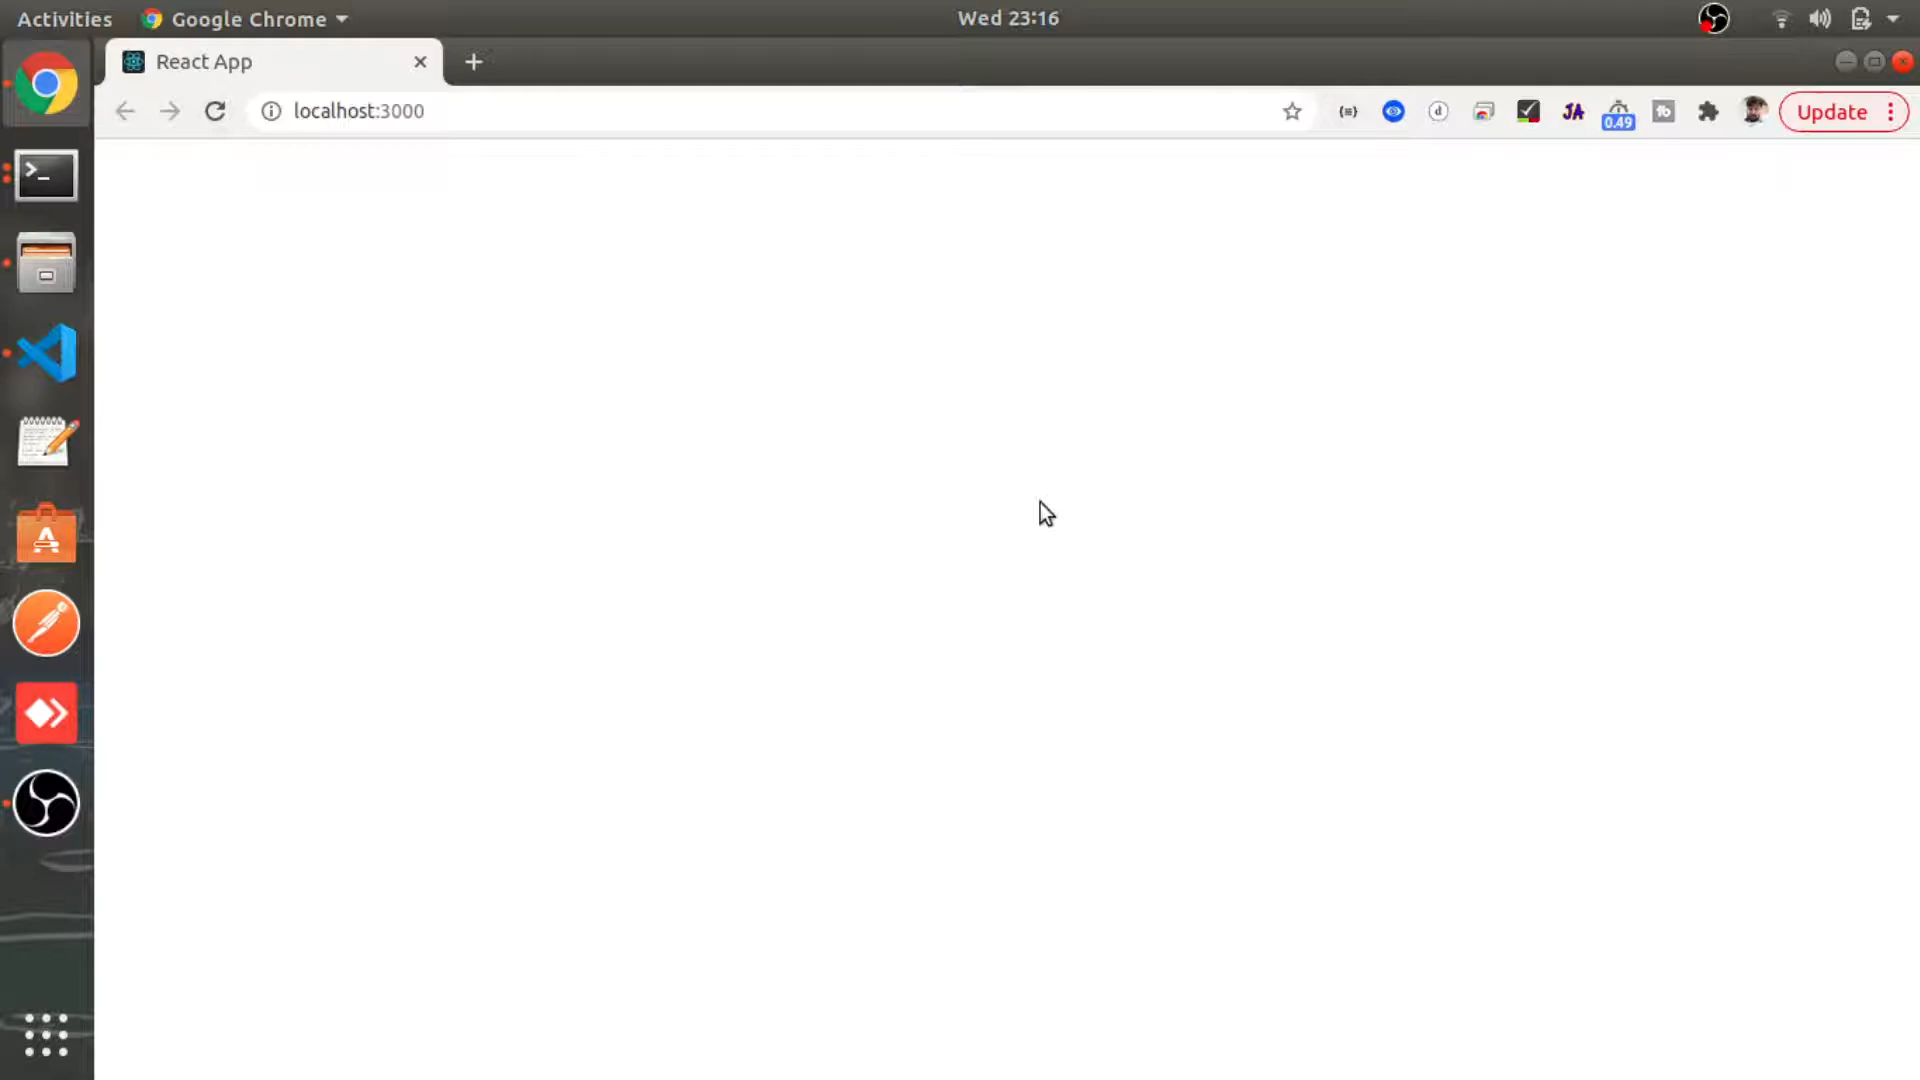 Activities
Google Chrome
Wed 23:16
React App
localhost:3000
{≡}
d
JA
0.49
Update